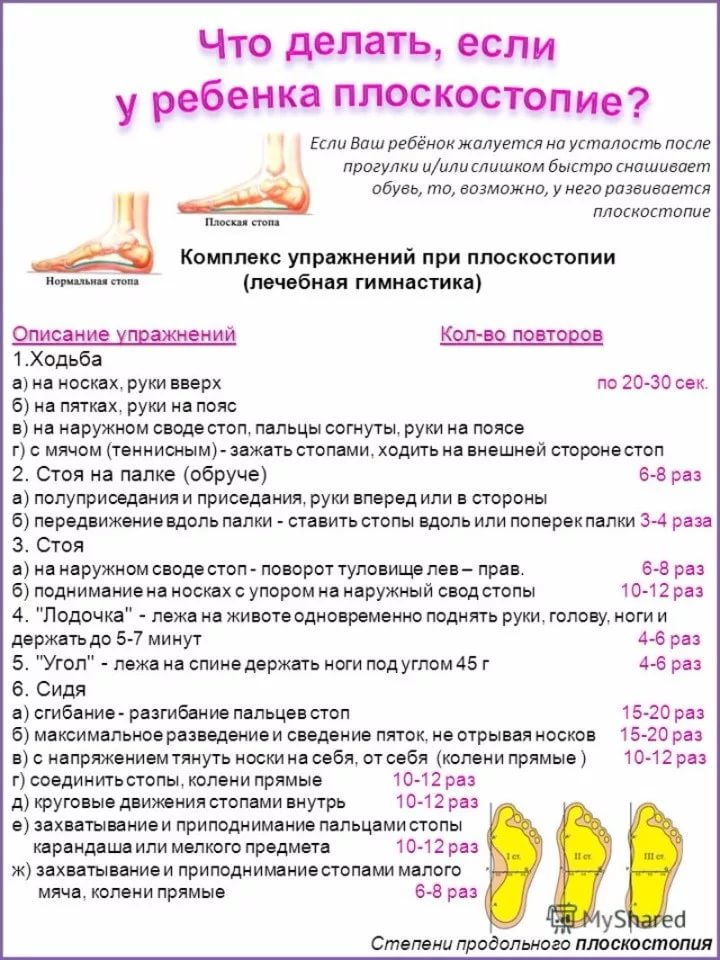 Что делать, если
у ребенка плоскостопие?
Если Ваш ребёнок жалуется на усталость после
прогулки и/или слишком быстро снашивает
обувь, то, возможно, у него развивается
плоскостопие
Плоская стопа
Нормальная стопа
Комплекс упражнений при плоскостопии
(лечебная гимнастика)
Описание упражнений Кол-во повторов
1.Ходьба
а) на носках, руки вверх по 20-30 сек.
б) на пятках, руки на пояс
в) на наружном своде стоп, пальцы согнуты, руки на поясе
г) с мячом (теннисным) - зажать стопами, ходить на внешней стороне стоп
2. Стоя на палке (обруче) 6-8 раз
а) полуприседания и приседания, руки вперед или в стороны
б) передвижение вдоль палки - ставить стопы вдоль или поперек палки 3-4 раза
3. Стоя
а) на наружном своде стоп - поворот туловище лев – прав. 6-8 раз
б) поднимание на носках с упором на наружный свод стопы 10-12 раз
4. "Лодочка" - лежа на животе одновременно поднять руки, голову, ноги и
держать до 5-7 минут 4-6 раз
5. "Угол" - лежа на спине держать ноги под углом 45 г 4-6 раз
6. Сидя
а) сгибание - разгибание пальцев стоп 15-20 раз
б) максимальное разведение и сведение пяток, не отрывая носков 15-20 раз
в) с напряжением тянуть носки на себя, от себя (колени прямые ) 10-12 раз
г) соединить стопы, колени прямые 10-12 раз
д) круговые движения стопами внутрь 10-12 раз
е) захватывание и приподнимание пальцами стопы
карандаша или мелкого предмета 10-12 раз
ж) захватывание и приподнимание стопами малого
мяча, колени прямые 6-8 раз
I ст. II ст. III ст.
MyShared
Степени продольного плоскостопия